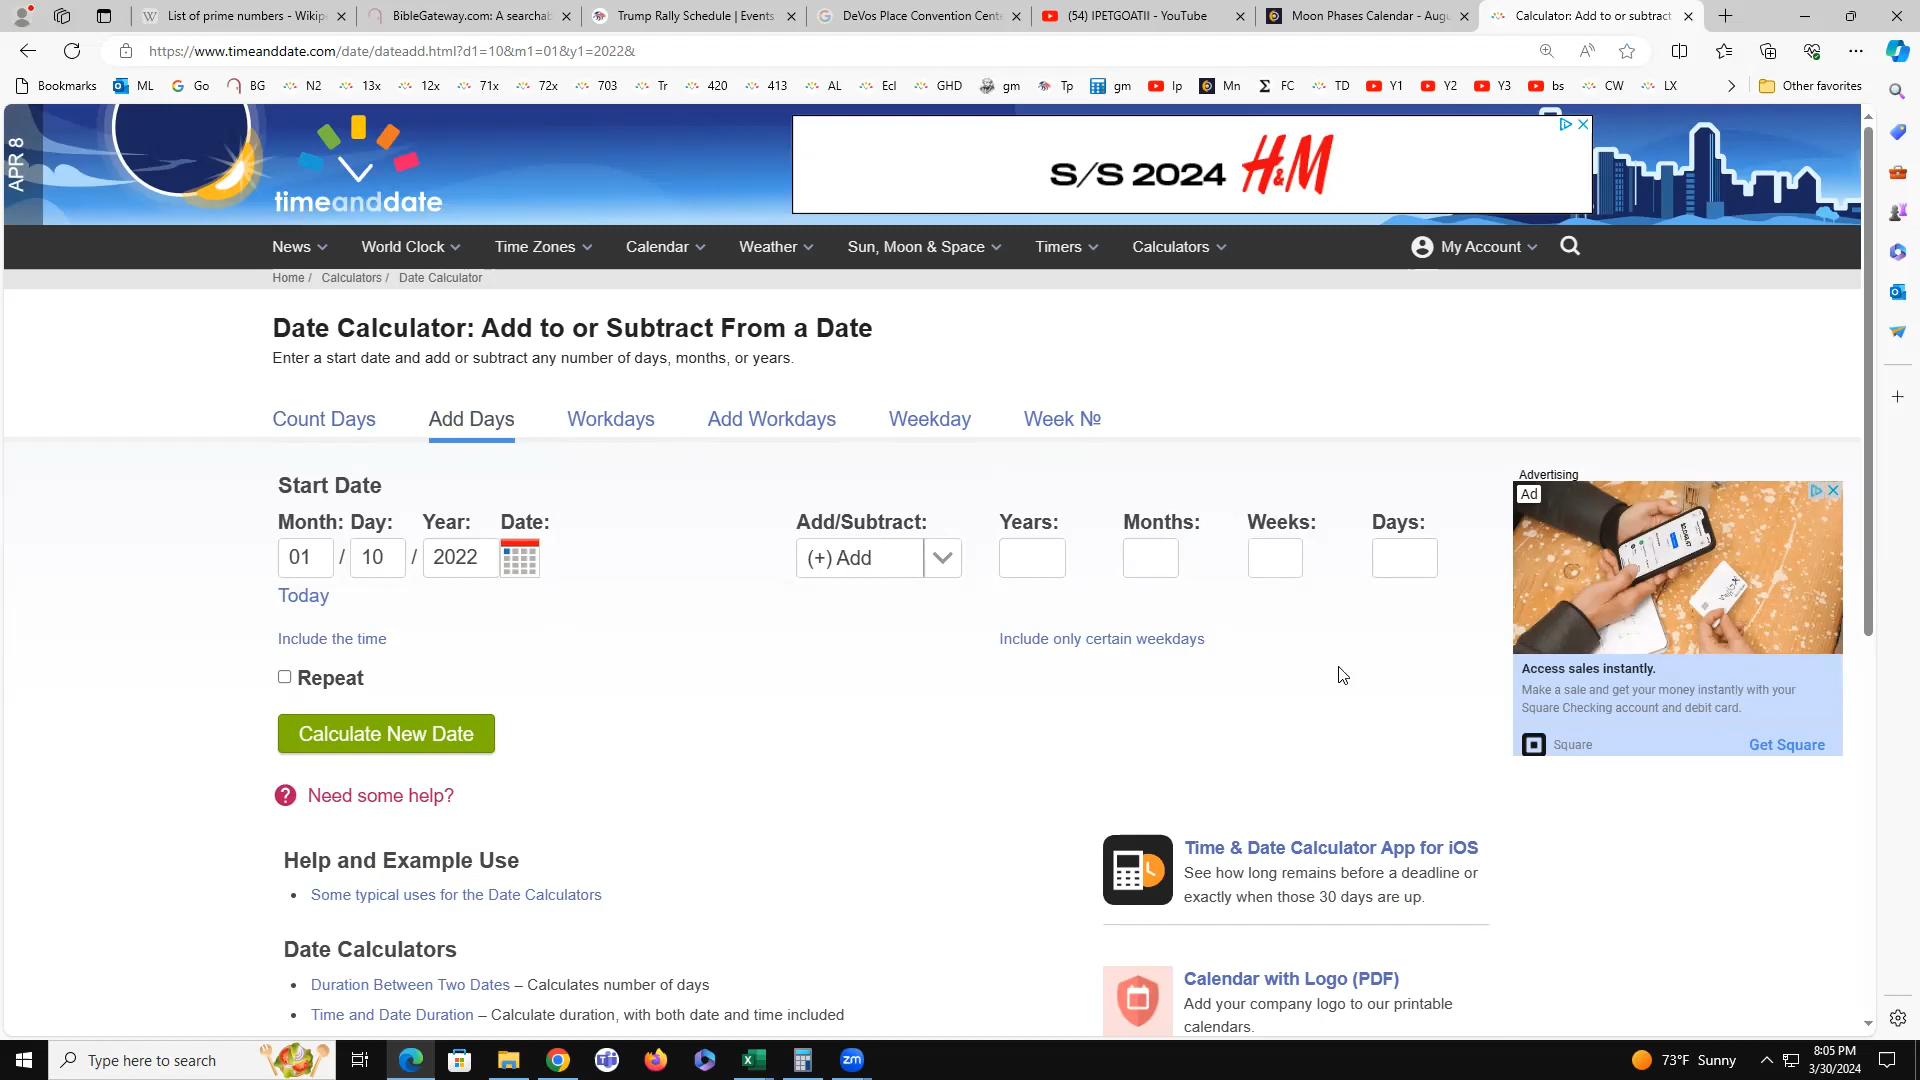 List of prime numbers - Wikip
BibleGateway.com: A searchab
Trump Rally Schedule | Events
DeVos Place Convention Cente
(54) IPETGOATII - YouTube
Moon Phases Calendar - Augu
Calculator: Add to or subtract
https://www.timeanddate.com/date/dateadd.html?d1=10&m1=01&y1=2022&
Bookmarks ML Go BG N2 13x 12x 71x 72x 703 Tr 420 413 AL Ecl GHD gm Tp gm Ip Mn FC TD Y1 Y2 Y3 bs CW LX Other favorites
APR 8
timeanddate
S/S 2024 H&M
News World Clock Time Zones Calendar Weather Sun, Moon & Space Timers Calculators My Account
Home / Calculators / Date Calculator
Date Calculator: Add to or Subtract From a Date
Enter a start date and add or subtract any number of days, months, or years.
Count Days Add Days Workdays Add Workdays Weekday Week №
Start Date
Month: Day: Year: Date: Add/Subtract: Years: Months: Weeks: Days:
01 / 10 / 2022 (+) Add
Today
Include the time Include only certain weekdays
Repeat
Calculate New Date
? Need some help?
Advertising
Ad
Access sales instantly.
Make a sale and get your money instantly with your
Square Checking account and debit card.
Square Get Square
Help and Example Use
• Some typical uses for the Date Calculators
Date Calculators
• Duration Between Two Dates – Calculates number of days
• Time and Date Duration – Calculate duration, with both date and time included
Time & Date Calculator App for iOS
See how long remains before a deadline or
exactly when those 30 days are up.
Calendar with Logo (PDF)
Add your company logo to our printable
calendars.
Type here to search
zm
73°F Sunny
8:05 PM
3/30/2024